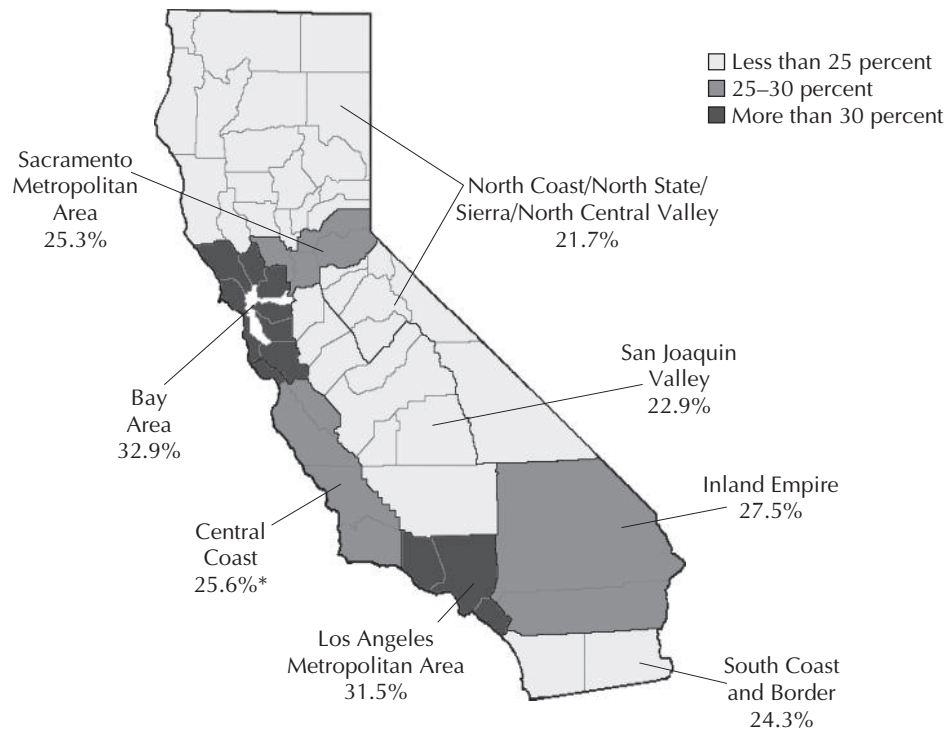 Less than 25 percent
25–30 percent
More than 30 percent
Sacramento
Metropolitan
Area
25.3%
North Coast/North State/
Sierra/North Central Valley
21.7%
San Joaquin
Valley
22.9%
Bay
Area
32.9%
Inland Empire
27.5%
Central
Coast
25.6%*
Los Angeles
Metropolitan Area
31.5%
South Coast
and Border
24.3%